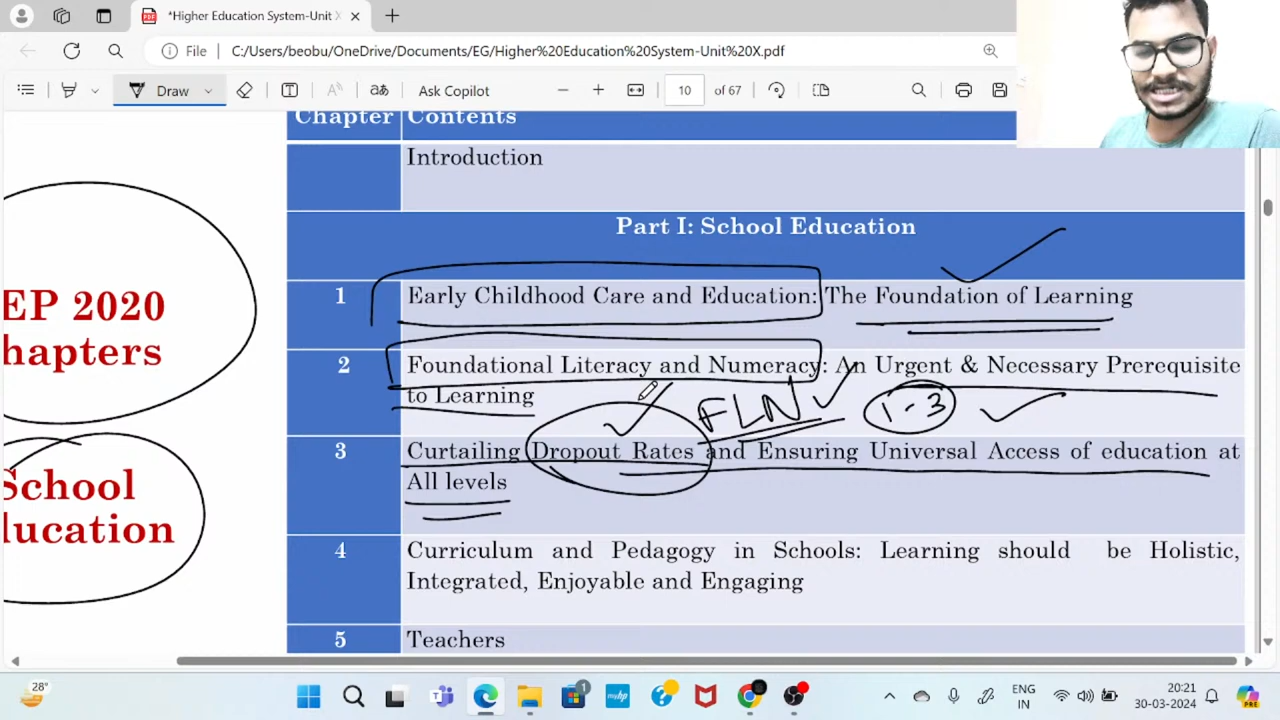 *Higher Education System-Unit X
File C:/Users/beobu/OneDrive/Documents/EG/Higher%20Education%20System-Unit%20X.pdf
Draw Ask Copilot 10 of 67
Chapter Contents
Introduction
Part I: School Education
1 Early Childhood Care and Education: The Foundation of Learning
2 Foundational Literacy and Numeracy: An Urgent & Necessary Prerequisite
to Learning
FLN 1-3
3 Curtailing Dropout Rates and Ensuring Universal Access of education at
All levels
4 Curriculum and Pedagogy in Schools: Learning should be Holistic,
Integrated, Enjoyable and Engaging
5 Teachers
EP 2020
hapters
School
ducation
28°
ENG
IN
20:21
30-03-2024